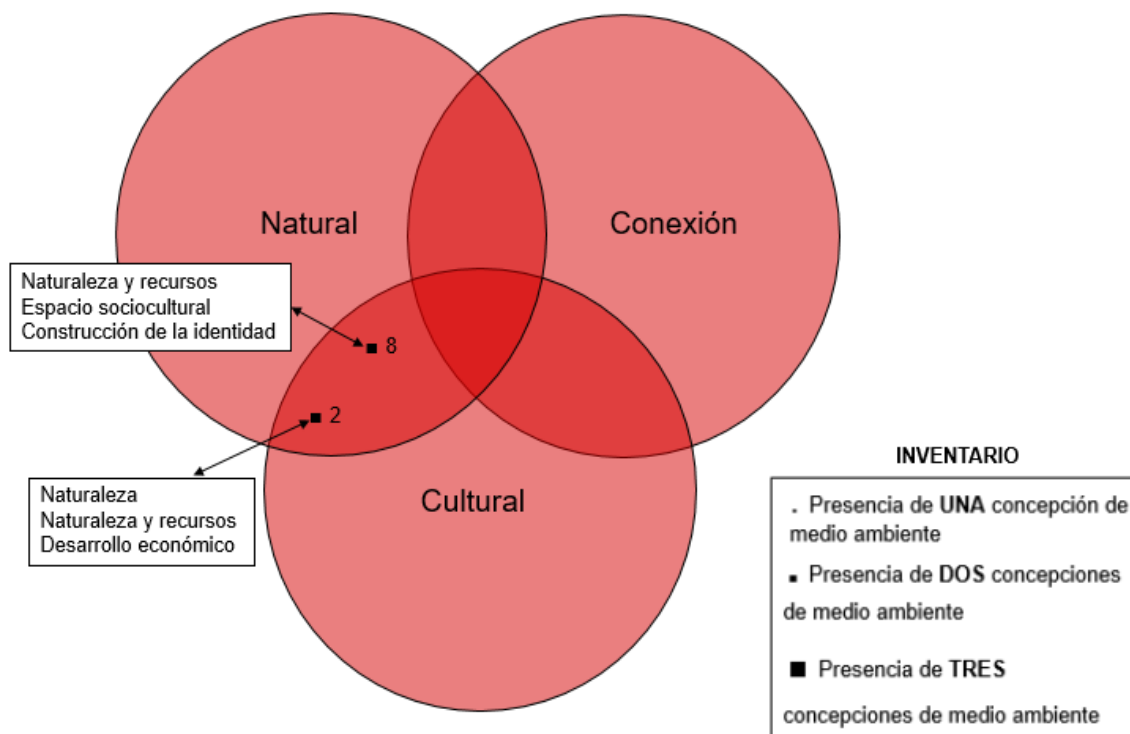 Natural
Conexión
Naturaleza y recursos
Espacio sociocultural
Construcción de la identidad
8
2
Naturaleza
Naturaleza y recursos
Desarrollo económico
Cultural
INVENTARIO
. Presencia de UNA concepción de
medio ambiente
▪ Presencia de DOS concepciones
de medio ambiente
■ Presencia de TRES
concepciones de medio ambiente